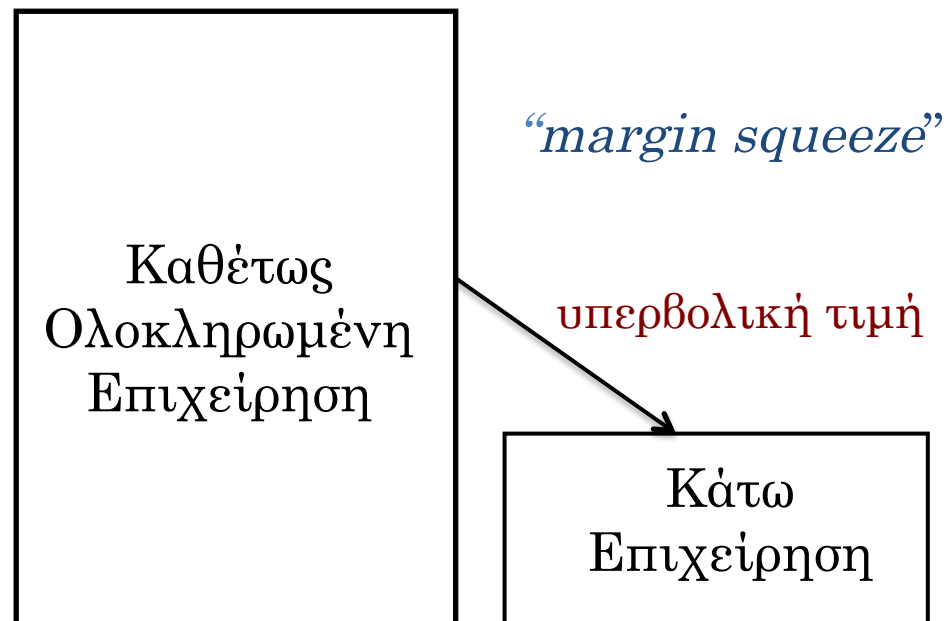 “margin squeeze”
Καθέτως
Ολοκληρωμένη
Επιχείρηση
υπερβολική τιμή
Κάτω
Επιχείρηση